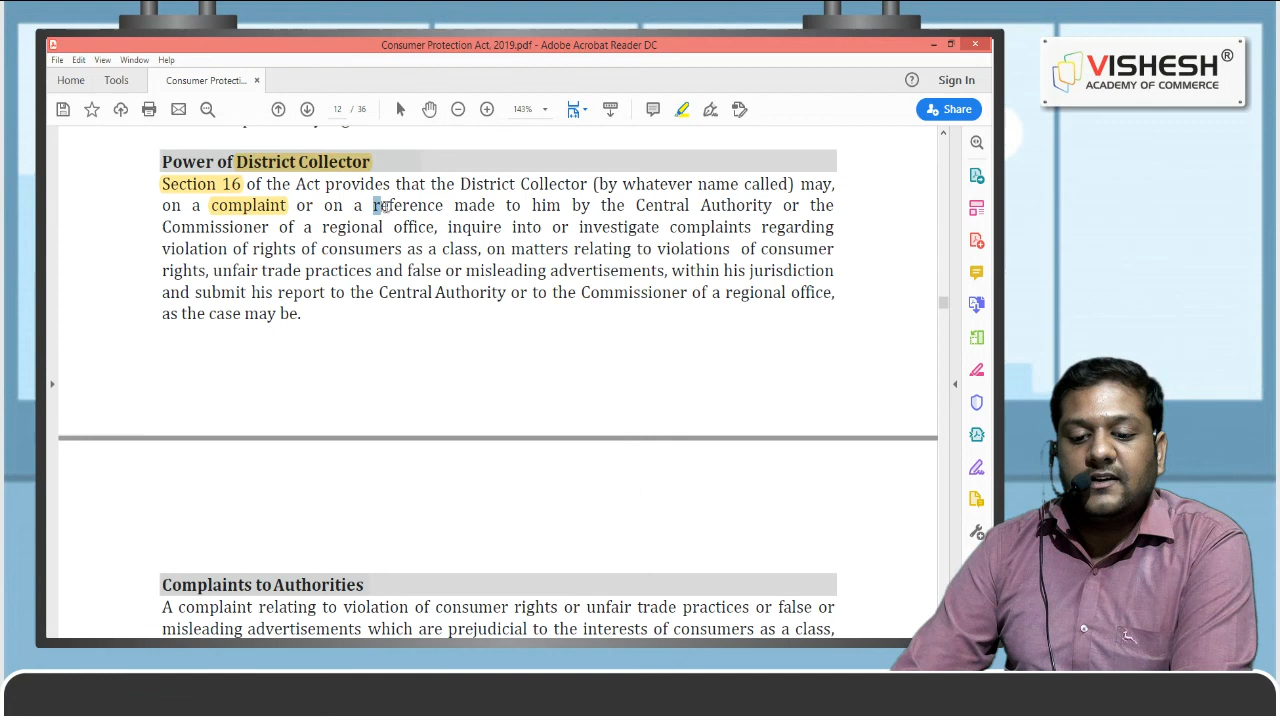 Consumer Protection Act, 2019.pdf - Adobe Acrobat Reader DC
File Edit View Window Help
Home Tools Consumer Protecti... × Sign In
12 / 36 143% Share
VISHESH®
ACADEMY OF COMMERCE
Power of District Collector
Section 16 of the Act provides that the District Collector (by whatever name called) may,
on a complaint or on a reference made to him by the Central Authority or the
Commissioner of a regional office, inquire into or investigate complaints regarding
violation of rights of consumers as a class, on matters relating to violations of consumer
rights, unfair trade practices and false or misleading advertisements, within his jurisdiction
and submit his report to the Central Authority or to the Commissioner of a regional office,
as the case may be.
Complaints to Authorities
A complaint relating to violation of consumer rights or unfair trade practices or false or
misleading advertisements which are prejudicial to the interests of consumers as a class,